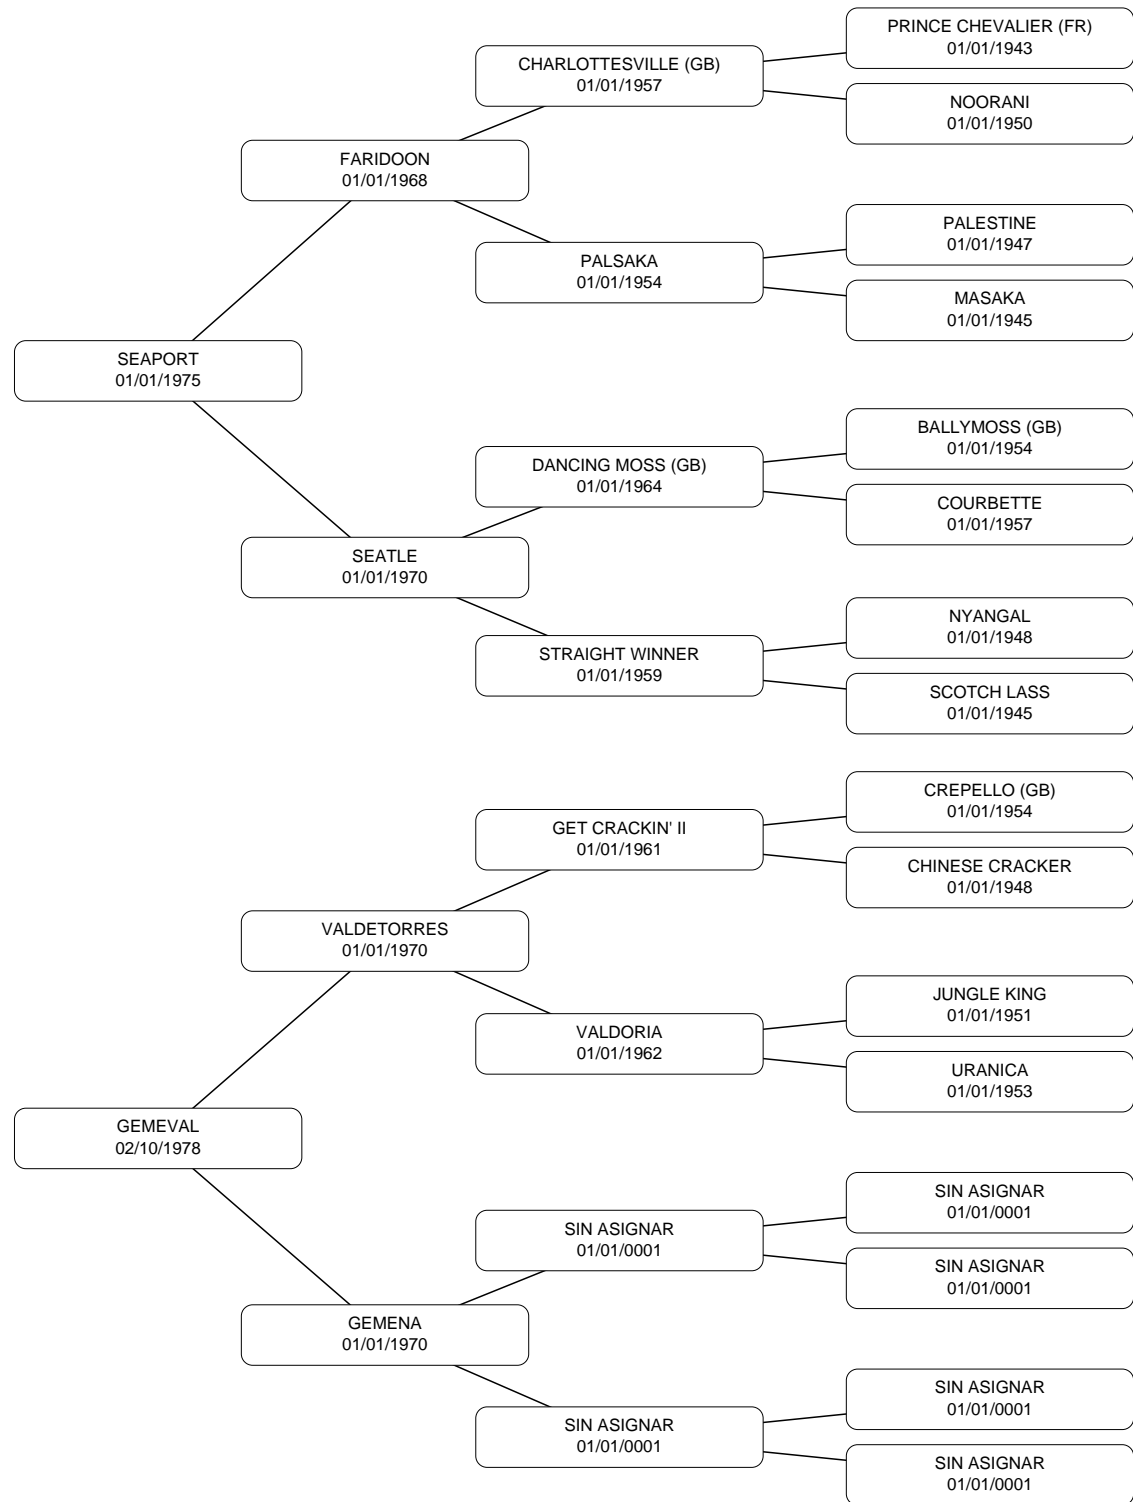 PRINCE CHEVALIER (FR)
01/01/1943
CHARLOTTESVILLE (GB)
01/01/1957
NOORANI
01/01/1950
FARIDOON
01/01/1968
PALESTINE
01/01/1947
PALSAKA
01/01/1954
MASAKA
01/01/1945
SEAPORT
01/01/1975
BALLYMOSS (GB)
01/01/1954
DANCING MOSS (GB)
01/01/1964
COURBETTE
01/01/1957
SEATLE
01/01/1970
NYANGAL
01/01/1948
STRAIGHT WINNER
01/01/1959
SCOTCH LASS
01/01/1945
CREPELLO (GB)
01/01/1954
GET CRACKIN' II
01/01/1961
CHINESE CRACKER
01/01/1948
VALDETORRES
01/01/1970
JUNGLE KING
01/01/1951
VALDORIA
01/01/1962
URANICA
01/01/1953
GEMEVAL
02/10/1978
SIN ASIGNAR
01/01/0001
SIN ASIGNAR
01/01/0001
SIN ASIGNAR
01/01/0001
GEMENA
01/01/1970
SIN ASIGNAR
01/01/0001
SIN ASIGNAR
01/01/0001
SIN ASIGNAR
01/01/0001